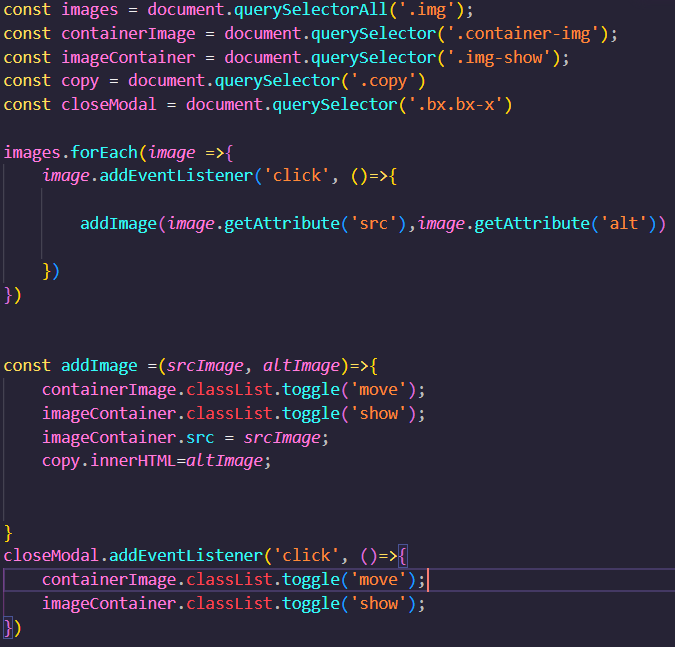 const images = document.querySelectorAll('.img');
const containerImage = document.querySelector('.container-img');
const imageContainer = document.querySelector('.img-show');
const copy = document.querySelector('.copy')
const closeModal = document.querySelector('.bx.bx-x')
images.forEach(image =>{
image.addEventListener('click', ()=>{
addImage(image.getAttribute('src'),image.getAttribute('alt'))
})
})
const addImage =(srcImage, altImage)=>{
containerImage.classList.toggle('move');
imageContainer.classList.toggle('show');
imageContainer.src = srcImage;
copy.innerHTML=altImage;
}
closeModal.addEventListener('click', ()=>{
containerImage.classList.toggle('move');
imageContainer.classList.toggle('show');
})